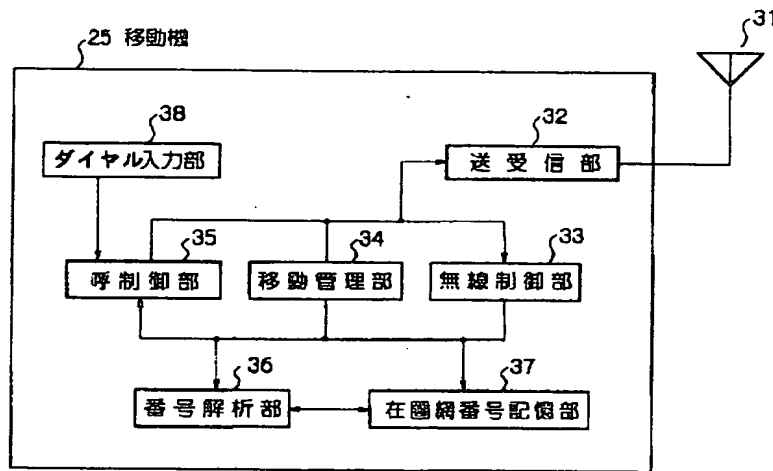 25 移動機
31
38
ダイヤル入力部
32
送受信部
35
呼制御部
34
移動管理部
33
無線制御部
36
番号解析部
37
在圏網番号記憶部